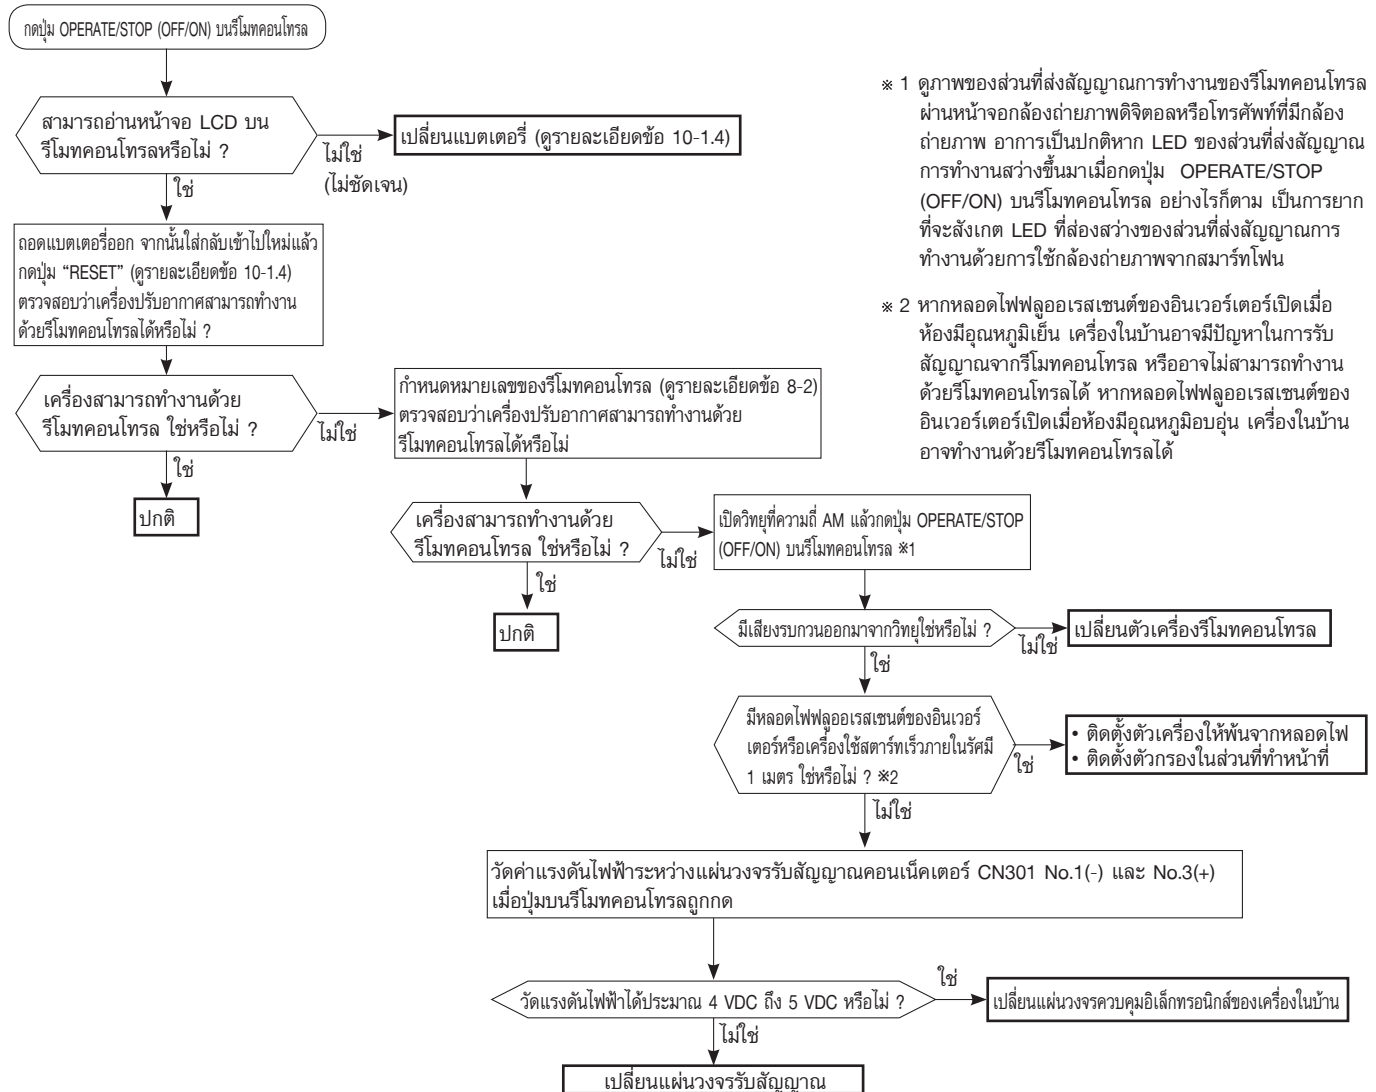 กดปุ่ม OPERATE/STOP (OFF/ON) บนรีโมทคอนโทรล
สามารถอ่านหน้าจอ LCD บน
รีโมทคอนโทรลหรือไม่ ?
ไม่ใช่
(ไม่ชัดเจน)
เปลี่ยนแบตเตอรี่ (ดูรายละเอียดข้อ 10-1.4)
ใช่
ถอดแบตเตอรี่ออก จากนั้นใส่กลับเข้าไปใหม่แล้ว
กดปุ่ม “RESET” (ดูรายละเอียดข้อ 10-1.4)
ตรวจสอบว่าเครื่องปรับอากาศสามารถทำงาน
ด้วยรีโมทคอนโทรลได้หรือไม่ ?
เครื่องสามารถทำงานด้วย
รีโมทคอนโทรล ใช่หรือไม่ ?
ไม่ใช่
ใช่
ปกติ
กำหนดหมายเลขของรีโมทคอนโทรล (ดูรายละเอียดข้อ 8-2)
ตรวจสอบว่าเครื่องปรับอากาศสามารถทำงานด้วย
รีโมทคอนโทรลได้หรือไม่
เครื่องสามารถทำงานด้วย
รีโมทคอนโทรล ใช่หรือไม่ ?
ไม่ใช่
ใช่
ปกติ
เปิดวิทยุที่ความถี่ AM แล้วกดปุ่ม OPERATE/STOP
(OFF/ON) บนรีโมทคอนโทรล ※1
มีเสียงรบกวนออกมาจากวิทยุใช่หรือไม่ ?
ไม่ใช่
เปลี่ยนตัวเครื่องรีโมทคอนโทรล
ใช่
มีหลอดไฟฟลูออเรสเซนต์ของอินเวอร์
เตอร์หรือเครื่องใช้สตาร์ทเร็วภายในรัศมี
1 เมตร ใช่หรือไม่ ? ※2
ใช่
• ติดตั้งตัวเครื่องให้พ้นจากหลอดไฟ
• ติดตั้งตัวกรองในส่วนที่ทำหน้าที่
ไม่ใช่
วัดค่าแรงดันไฟฟ้าระหว่างแผ่นวงจรรับสัญญาณคอนเน็คเตอร์ CN301 No.1(-) และ No.3(+)
เมื่อปุ่มบนรีโมทคอนโทรลถูกกด
วัดแรงดันไฟฟ้าได้ประมาณ 4 VDC ถึง 5 VDC หรือไม่ ?
ใช่
เปลี่ยนแผ่นวงจรควบคุมอิเล็กทรอนิกส์ของเครื่องในบ้าน
ไม่ใช่
เปลี่ยนแผ่นวงจรรับสัญญาณ
※ 1 ดูภาพของส่วนที่ส่งสัญญาณการทำงานของรีโมทคอนโทรล
ผ่านหน้าจอกล้องถ่ายภาพดิจิตอลหรือโทรศัพท์ที่มีกล้อง
ถ่ายภาพ อาการเป็นปกติหาก LED ของส่วนที่ส่งสัญญาณ
การทำงานสว่างขึ้นมาเมื่อกดปุ่ม OPERATE/STOP
(OFF/ON) บนรีโมทคอนโทรล อย่างไรก็ตาม เป็นการยาก
ที่จะสังเกต LED ที่ส่องสว่างของส่วนที่ส่งสัญญาณการ
ทำงานด้วยการใช้กล้องถ่ายภาพจากสมาร์ทโฟน
※ 2 หากหลอดไฟฟลูออเรสเซนต์ของอินเวอร์เตอร์เปิดเมื่อ
ห้องมีอุณหภูมิเย็น เครื่องในบ้านอาจมีปัญหาในการรับ
สัญญาณจากรีโมทคอนโทรล หรืออาจไม่สามารถทำงาน
ด้วยรีโมทคอนโทรลได้ หากหลอดไฟฟลูออเรสเซนต์ของ
อินเวอร์เตอร์เปิดเมื่อห้องมีอุณหภูมิอบอุ่น เครื่องในบ้าน
อาจทำงานด้วยรีโมทคอนโทรลได้